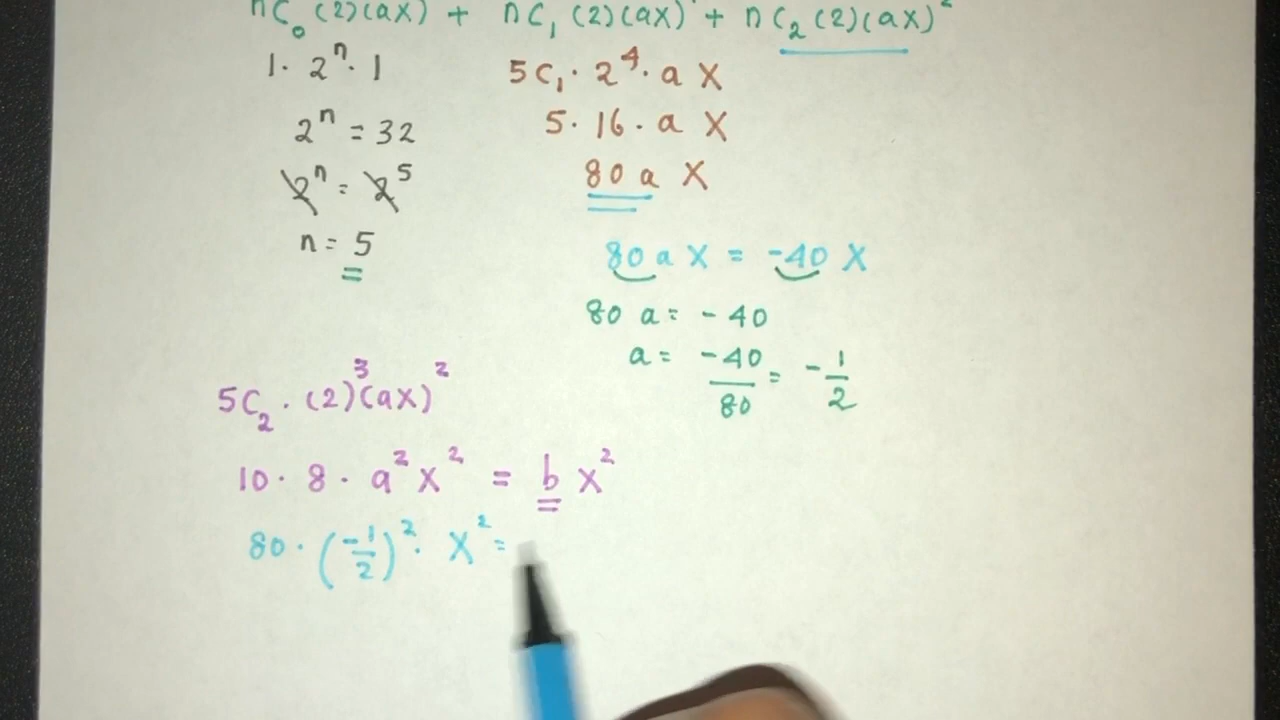 nC₀ (2)(ax) + nC₁ (2)(ax)' + nC₂ (2)(ax)²
1 · 2ⁿ · 1
2ⁿ = 32
2ⁿ = 2⁵
n = 5
5C₁ · 2⁴ · a x
5 · 16 · a x
80 a x
80 a x = -40 x
80 a = -40
a = -40/80 = -1/2
5C₂ · (2)³(ax)²
10 · 8 · a²x² = b x²
80 · (-1/2)² · x² =